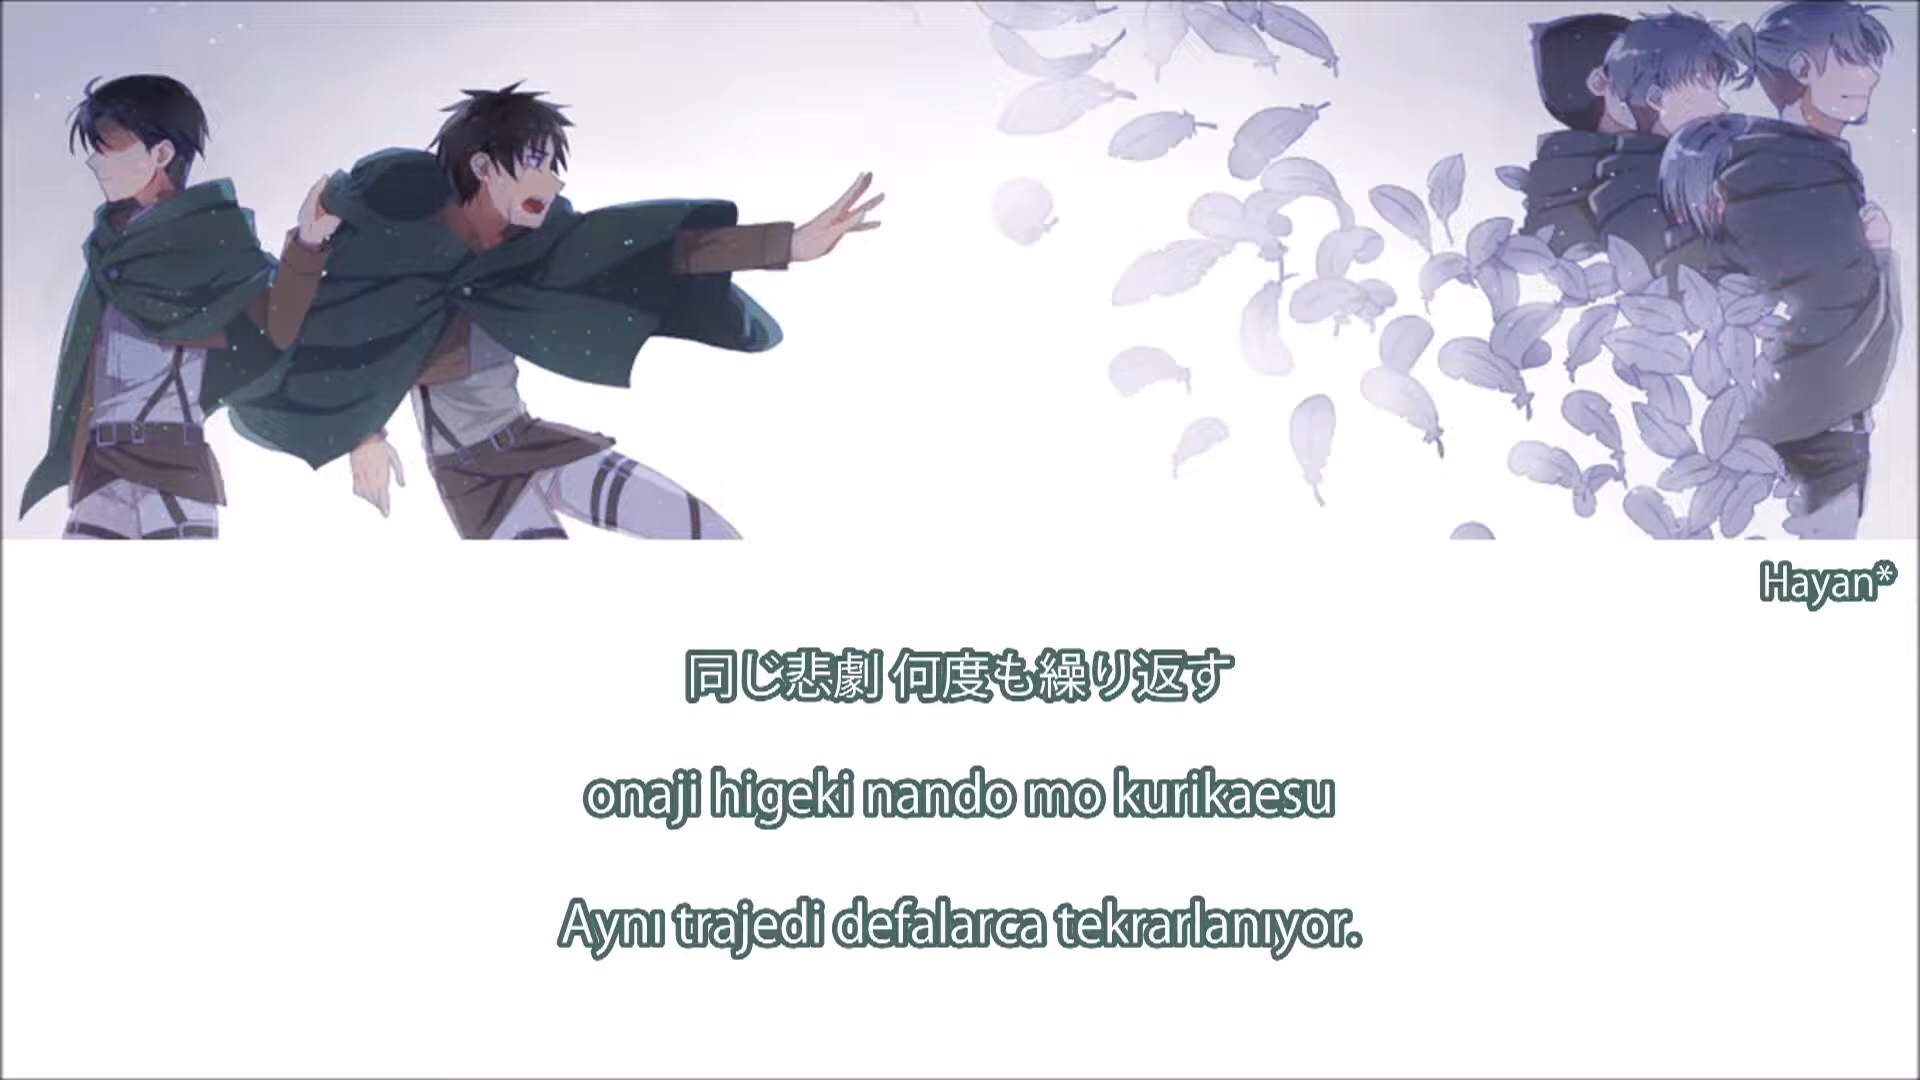 Hayan*
同じ悲劇 何度も繰り返す
onaji higeki nando mo kurikaesu
Aynı trajedi defalarca tekrarlanıyor.